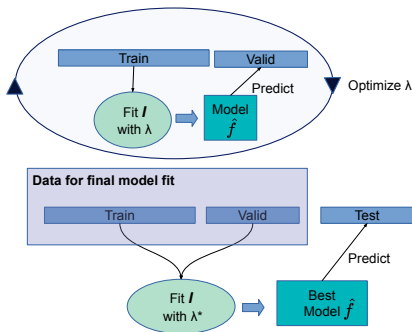 Train
Valid
Predict
Optimize λ
Fit I
with λ
Model
f̂
Data for final model fit
Train
Valid
Test
Predict
Fit I
with λ*
Best
Model f̂